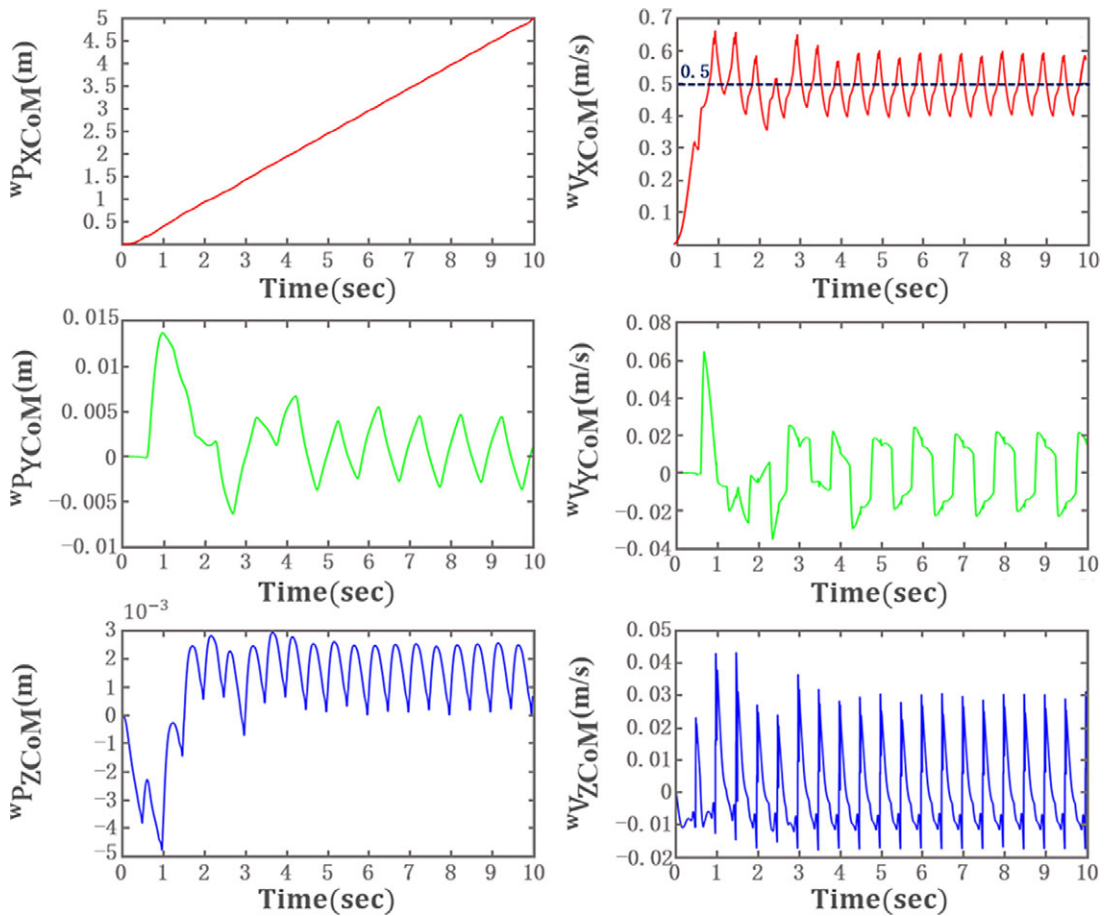 5
4.5
4
3.5
3
2.5
2
1.5
1
0.5
0 1 2 3 4 5 6 7 8 9 10
wPXCoM(m)
Time(sec)
0.7
0.6
0.5
0.5
0.4
0.3
0.2
0.1
0 1 2 3 4 5 6 7 8 9 10
wVXCoM(m/s)
Time(sec)
0.015
0.01
0.005
0
-0.005
-0.01
0 1 2 3 4 5 6 7 8 9 10
wPYCoM(m)
Time(sec)
0.08
0.06
0.04
0.02
0
-0.02
-0.04
0 1 2 3 4 5 6 7 8 9 10
wVYCoM(m/s)
Time(sec)
10−3
3
2
1
0
-1
-2
-3
-4
-5
0 1 2 3 4 5 6 7 8 9 10
wPZCoM(m)
Time(sec)
0.05
0.04
0.03
0.02
0.01
0
-0.01
-0.02
0 1 2 3 4 5 6 7 8 9 10
wVZCoM(m/s)
Time(sec)